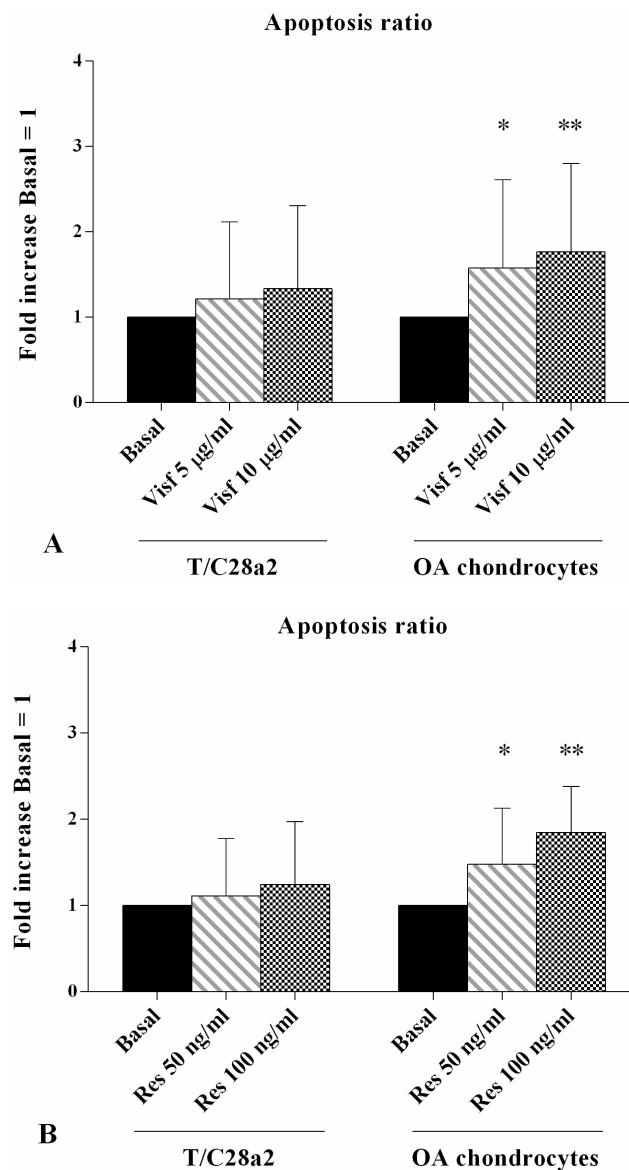 Apoptosis ratio
Fold increase Basal = 1
4
3
2
1
0
*
**
Basal
Visf 5 μg/ml
Visf 10 μg/ml
Basal
Visf 5 μg/ml
Visf 10 μg/ml
A
T/C28a2
OA chondrocytes
Apoptosis ratio
Fold increase Basal = 1
4
3
2
1
0
*
**
Basal
Res 50 ng/ml
Res 100 ng/ml
Basal
Res 50 ng/ml
Res 100 ng/ml
B
T/C28a2
OA chondrocytes